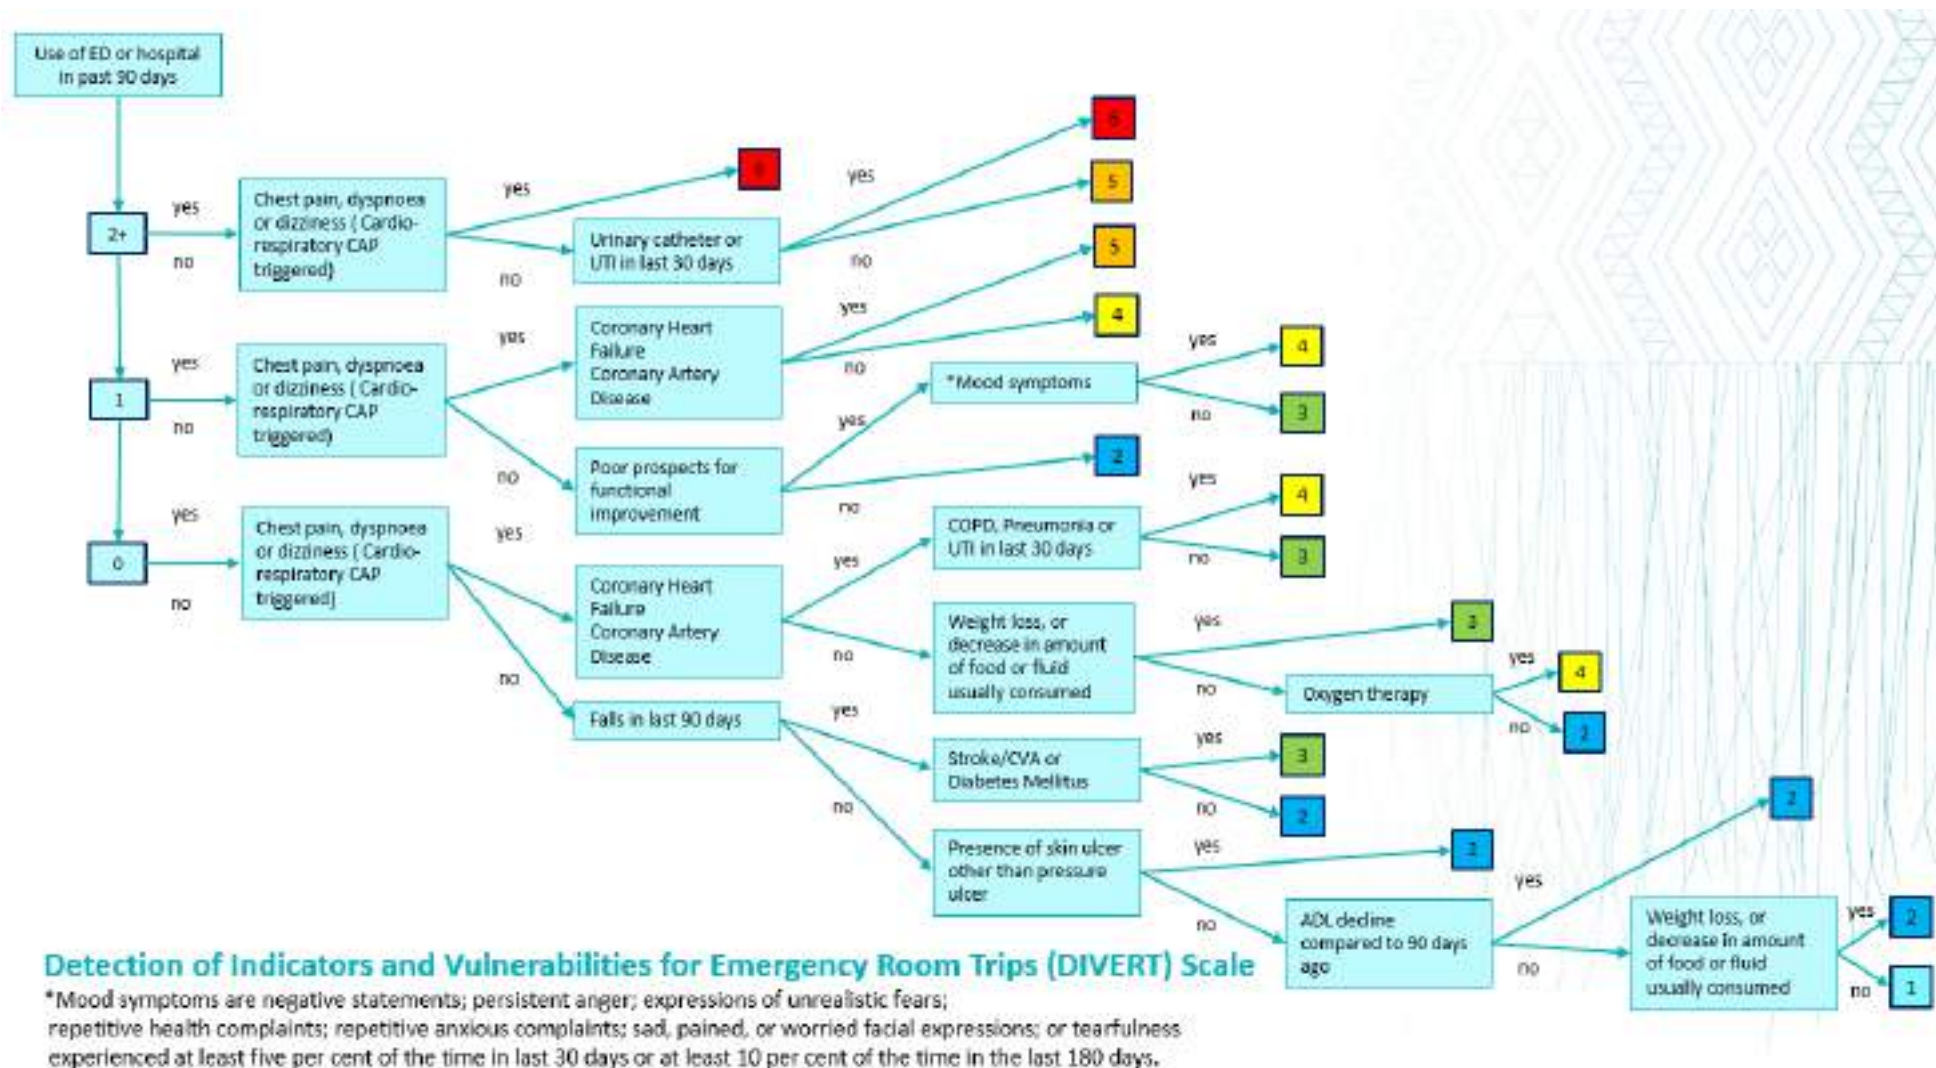 Use of ED or hospital
in past 90 days
2+
yes
no
Chest pain, dyspnoea
or dizziness ( Cardio-
respiratory CAP
triggered)
yes
no
6
Urinary catheter or
UTI in last 30 days
yes
no
6
5
1
yes
no
Chest pain, dyspnoea
or dizziness ( Cardio-
respiratory CAP
triggered)
yes
no
Coronary Heart
Failure
Coronary Artery
Disease
yes
no
5
4
Poor prospects for
functional
improvement
yes
no
*Mood symptoms
yes
no
4
3
2
0
yes
no
Chest pain, dyspnoea
or dizziness ( Cardio-
respiratory CAP
triggered)
yes
no
Coronary Heart
Failure
Coronary Artery
Disease
yes
no
COPD, Pneumonia or
UTI in last 30 days
yes
no
4
3
Weight loss, or
decrease in amount
of food or fluid
usually consumed
yes
no
3
Oxygen therapy
yes
no
4
2
Falls in last 90 days
yes
no
Stroke/CVA or
Diabetes Mellitus
yes
no
3
2
Presence of skin ulcer
other than pressure
ulcer
yes
no
ADL decline
compared to 90 days
ago
yes
no
2
Weight loss, or
decrease in amount
of food or fluid
usually consumed
yes
no
2
1
Detection of Indicators and Vulnerabilities for Emergency Room Trips (DIVERT) Scale
*Mood symptoms are negative statements; persistent anger; expressions of unrealistic fears;
repetitive health complaints; repetitive anxious complaints; sad, pained, or worried facial expressions; or tearfulness
experienced at least five per cent of the time in last 30 days or at least 10 per cent of the time in the last 180 days.